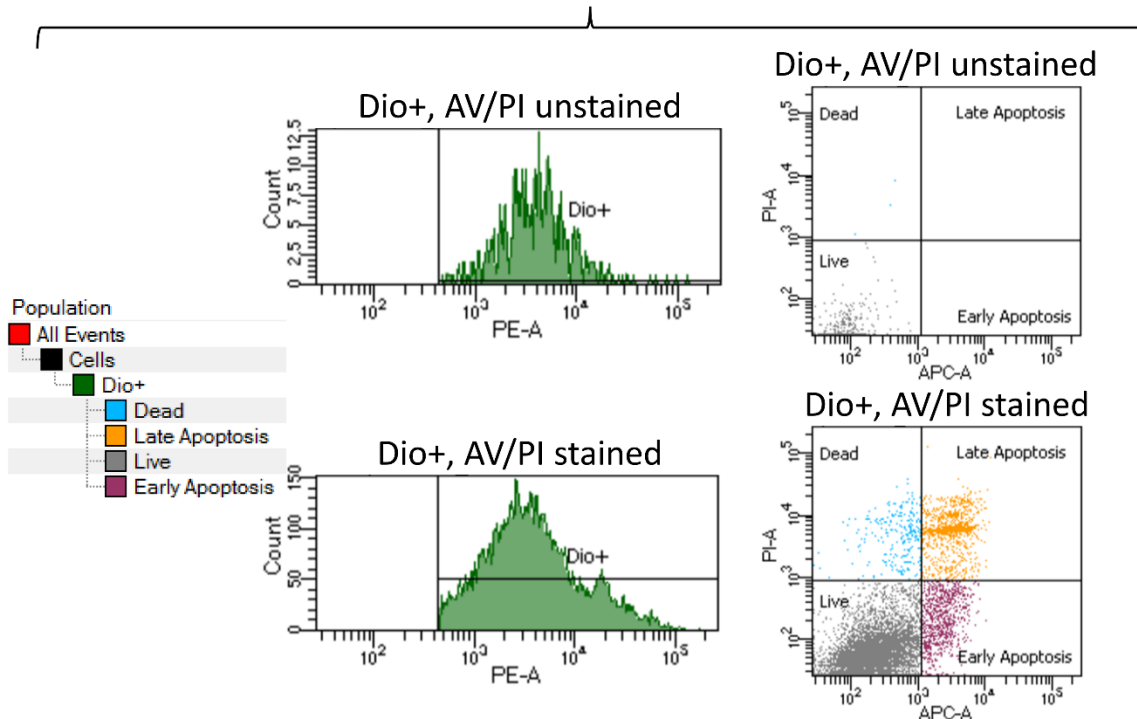 Dio+, AV/PI unstained
Count
12.5
10.0
7.5
5.0
2.5
0
Dio+
10² 10³ 10⁴ 10⁵
PE-A
Dio+, AV/PI unstained
PI-A
10⁵
10⁴
10³
10²
Dead
Late Apoptosis
Live
Early Apoptosis
10² 10³ 10⁴ 10⁵
APC-A
Population
All Events
Cells
Dio+
Dead
Late Apoptosis
Live
Early Apoptosis
Dio+, AV/PI stained
Count
150
100
50
0
Dio+
10² 10³ 10⁴ 10⁵
PE-A
Dio+, AV/PI stained
PI-A
10⁵
10⁴
10³
10²
Dead
Late Apoptosis
Live
Early Apoptosis
10² 10³ 10⁴ 10⁵
APC-A